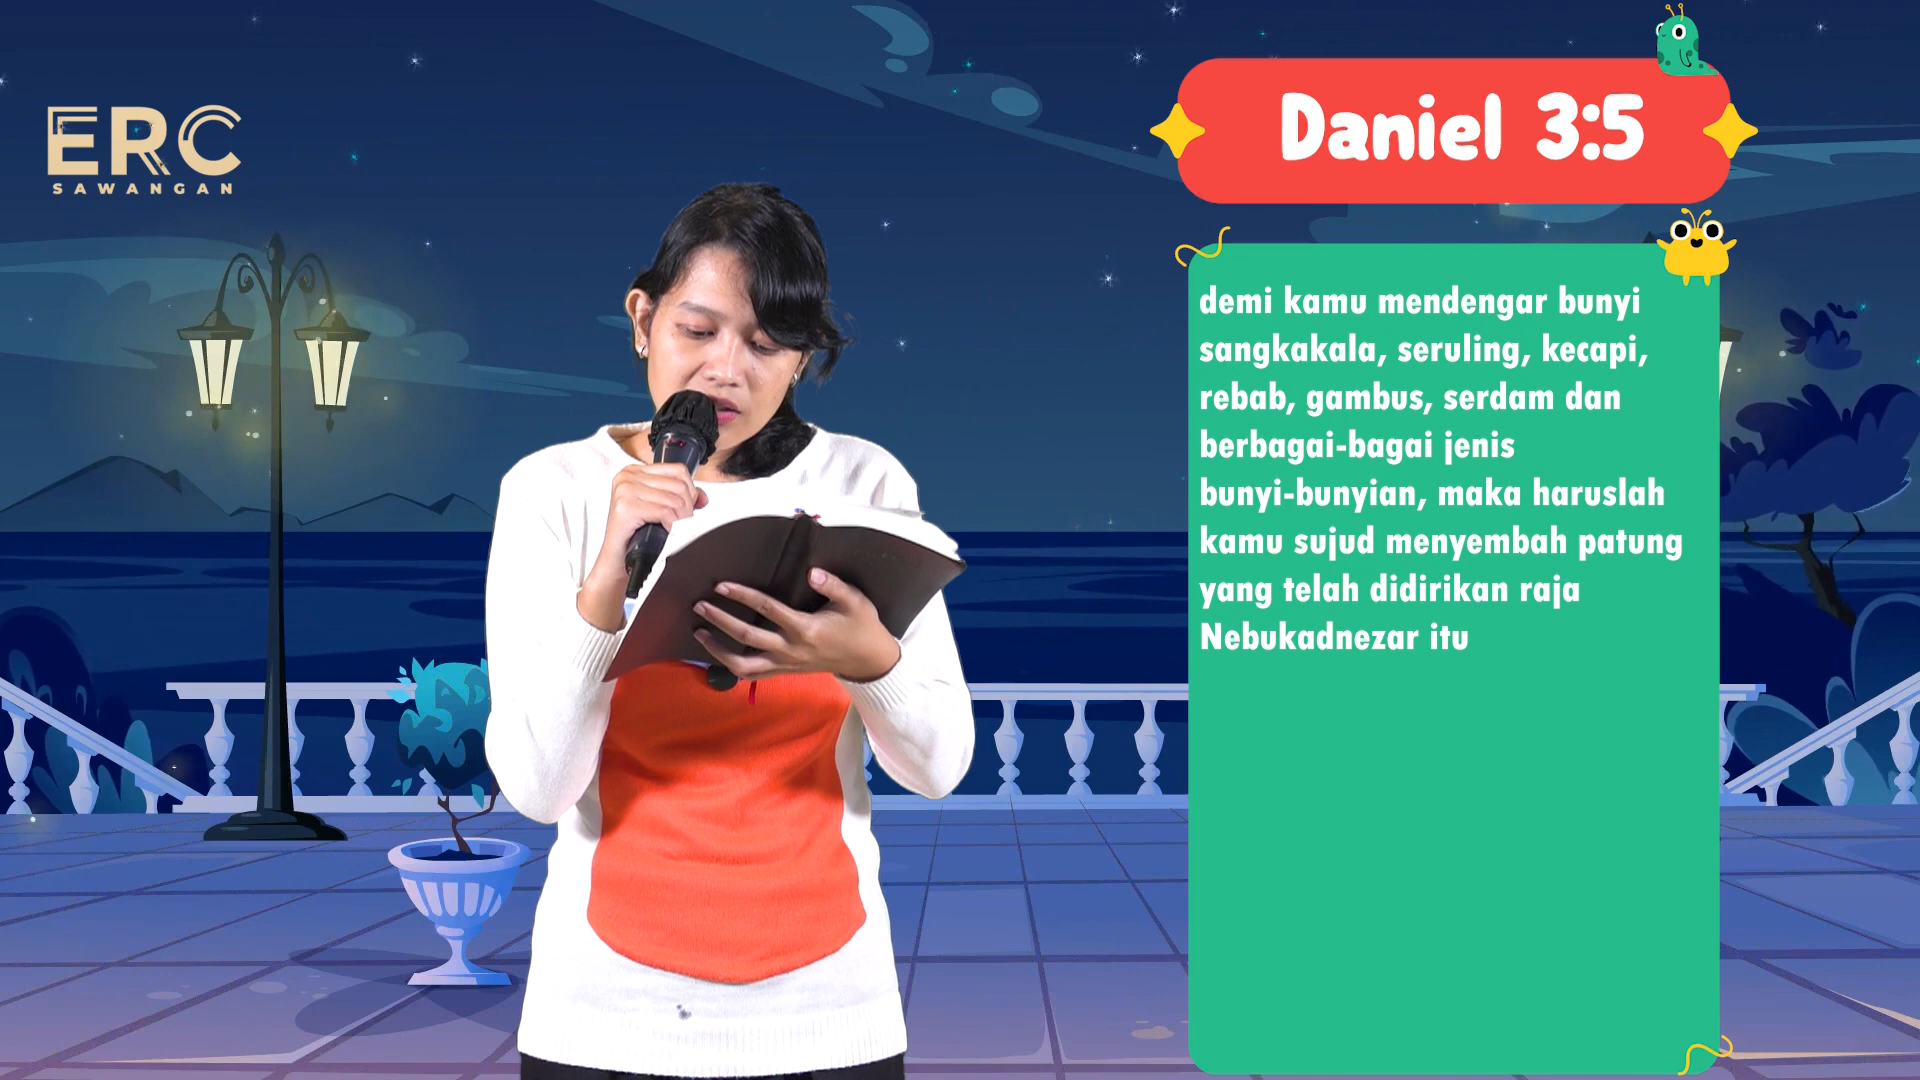 ERC
SAWANGAN
Daniel 3:5
demi kamu mendengar bunyi
sangkakala, seruling, kecapi,
rebab, gambus, serdam dan
berbagai-bagai jenis
bunyi-bunyian, maka haruslah
kamu sujud menyembah patung
yang telah didirikan raja
Nebukadnezar itu